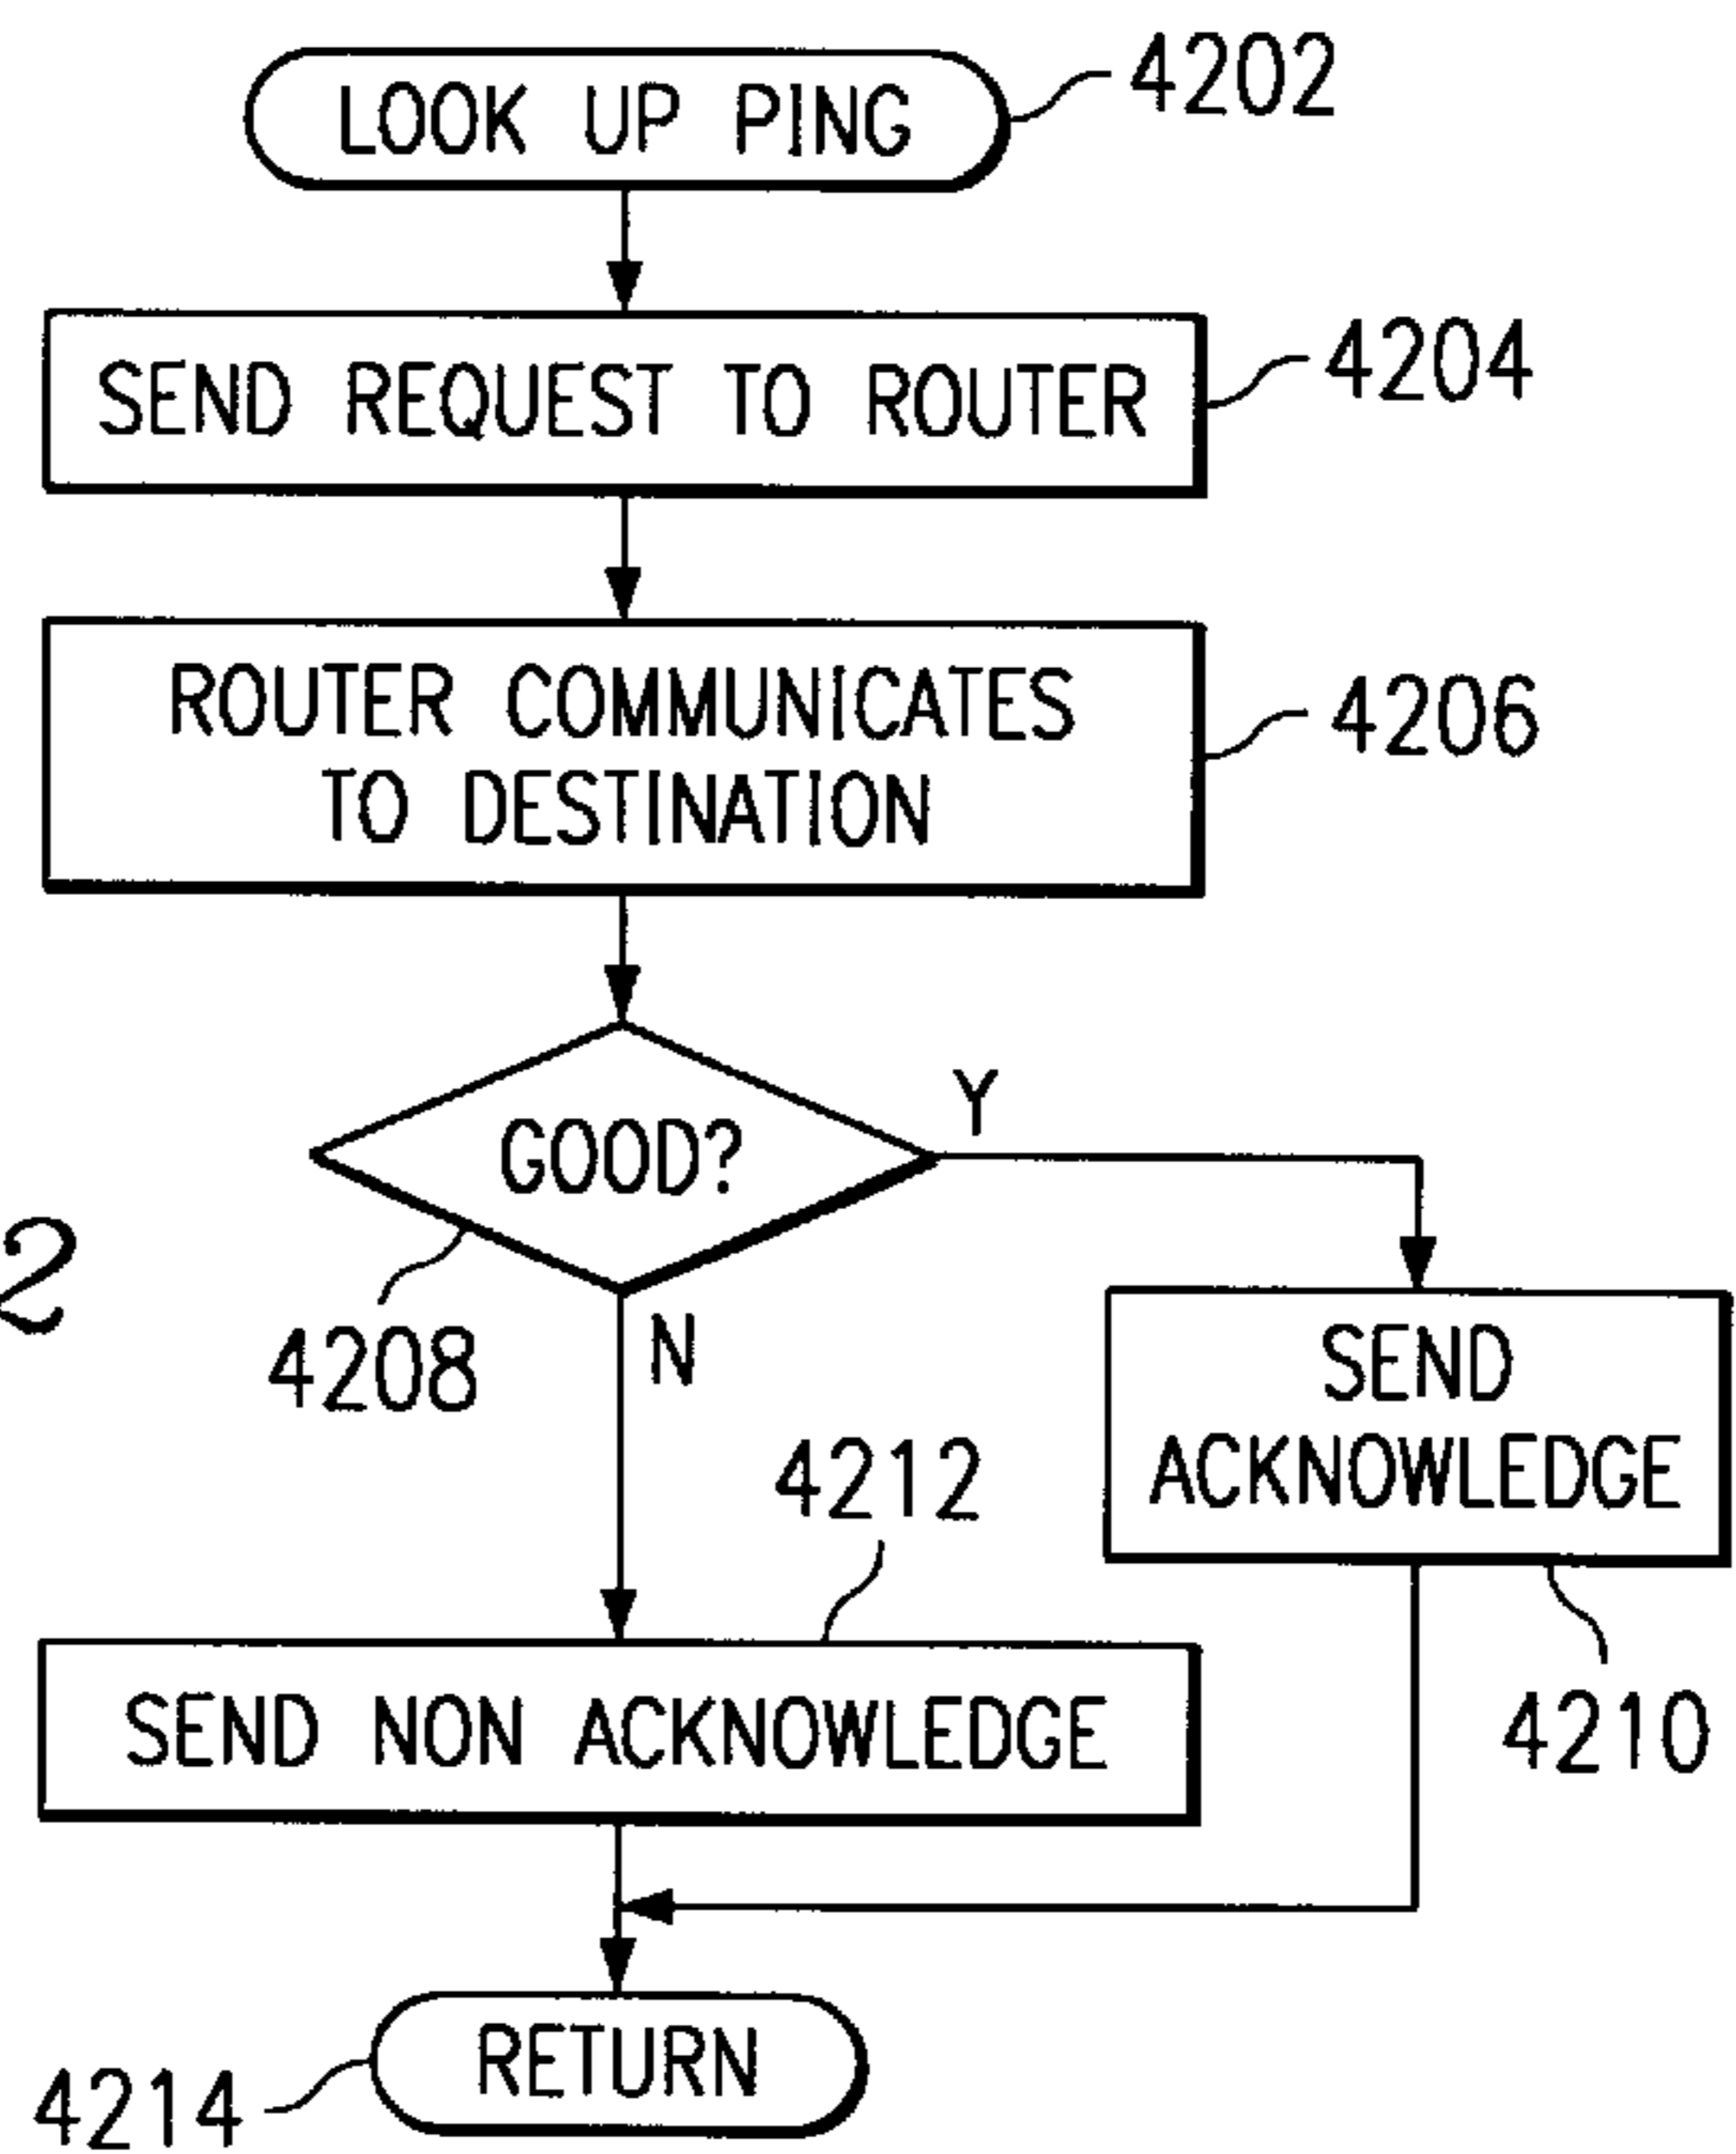 LOOK UP PING
4202
SEND REQUEST TO ROUTER
4204
ROUTER COMMUNICATES
TO DESTINATION
4206
GOOD?
Y
2
4208
N
SEND
ACKNOWLEDGE
4212
4210
SEND NON ACKNOWLEDGE
RETURN
4214